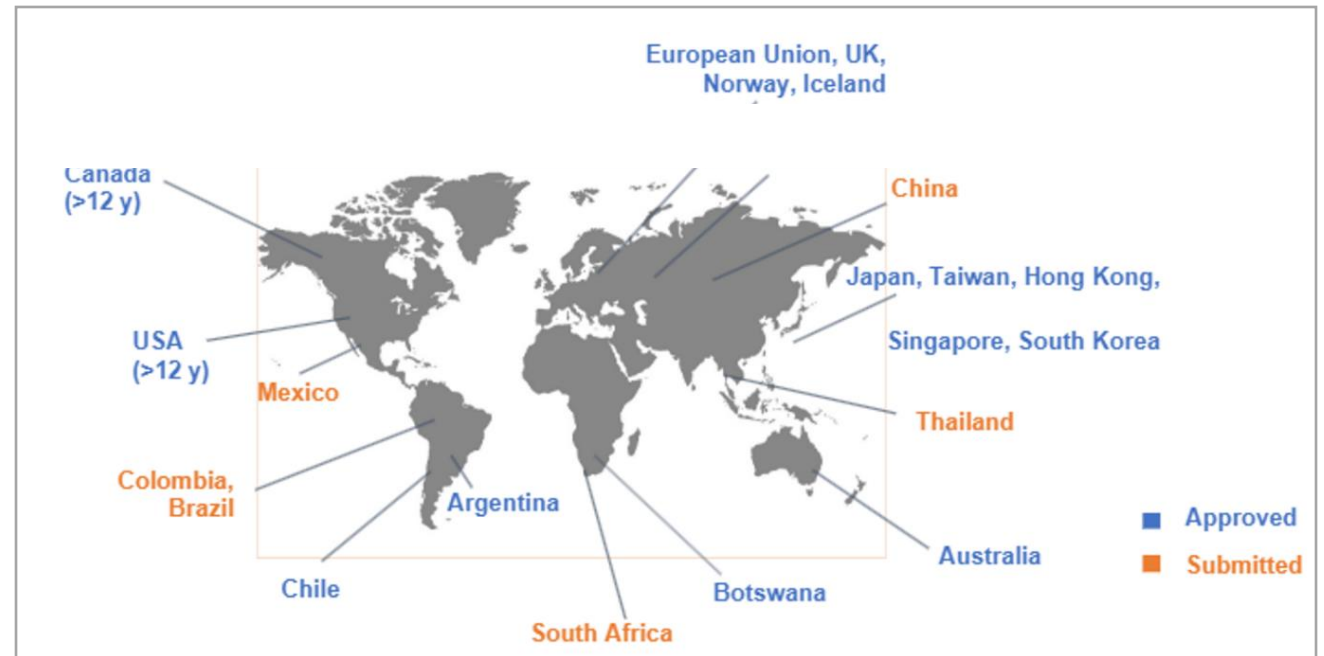 European Union, UK,
Norway, Iceland
Canada
(>12 y)
China
Japan, Taiwan, Hong Kong,
USA
(>12 y)
Singapore, South Korea
Mexico
Thailand
Colombia,
Brazil
Argentina
Approved
Australia
Submitted
Chile
Botswana
South Africa